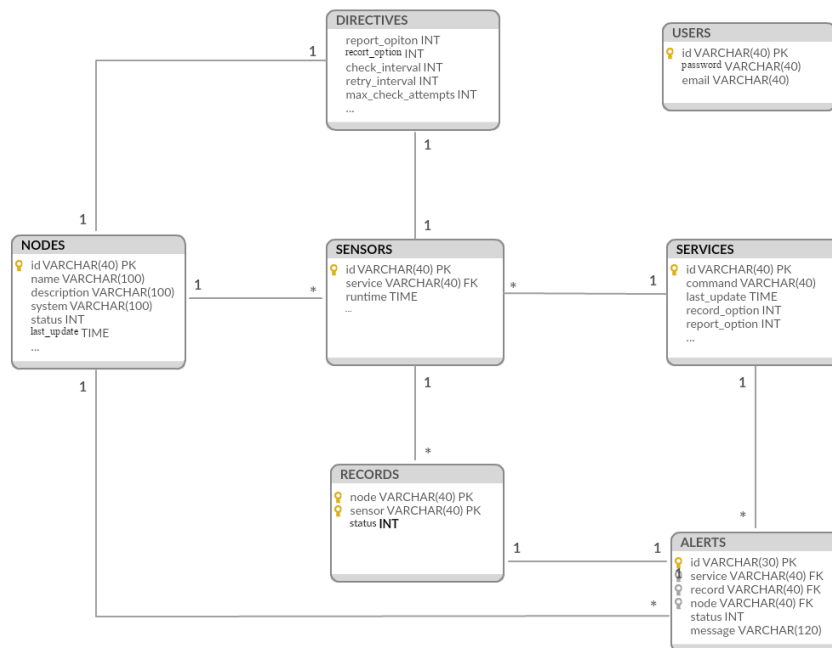 DIRECTIVES
report_opiton INT
recort_option INT
check_interval INT
retry_interval INT
max_check_attempts INT
...
USERS
id VARCHAR(40) PK
password VARCHAR(40)
email VARCHAR(40)
1
1
1
1
NODES
id VARCHAR(40) PK
name VARCHAR(100)
description VARCHAR(100)
system VARCHAR(100)
status INT
last_update TIME
...
1
*
SENSORS
id VARCHAR(40) PK
service VARCHAR(40) FK
runtime TIME
...
*
1
SERVICES
id VARCHAR(40) PK
command VARCHAR(40)
last_update TIME
record_option INT
report_option INT
...
1
1
1
*
*
RECORDS
node VARCHAR(40) PK
sensor VARCHAR(40) PK
status INT
1
1
*
ALERTS
id VARCHAR(30) PK
1
service VARCHAR(40) FK
record VARCHAR(40) FK
node VARCHAR(40) FK
status INT
message VARCHAR(120)